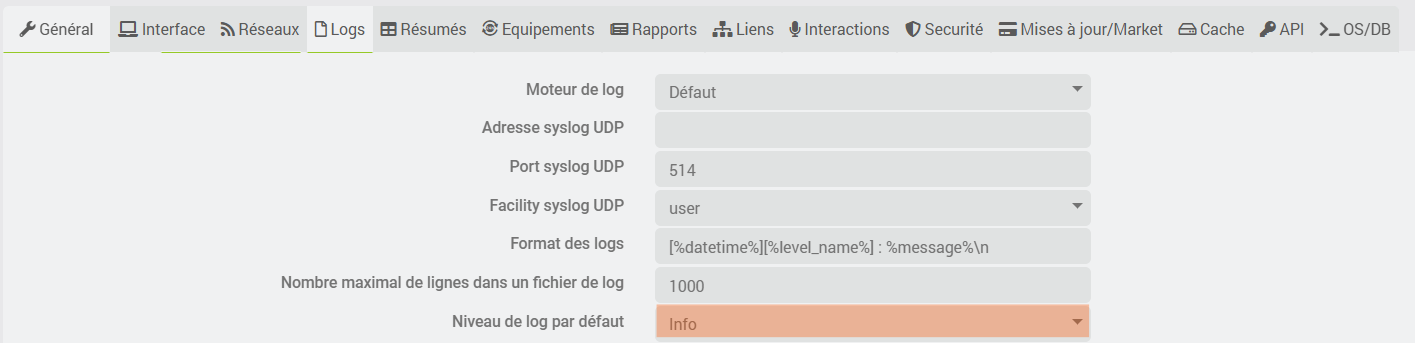 Général Interface Réseaux Logs Résumés Equipements Rapports Liens Interactions Securité Mises à jour/Market Cache API OS/DB
Moteur de log Défaut
Adresse syslog UDP
Port syslog UDP 514
Facility syslog UDP user
Format des logs [%datetime%][%level_name%] : %message%\n
Nombre maximal de lignes dans un fichier de log 1000
Niveau de log par défaut Info